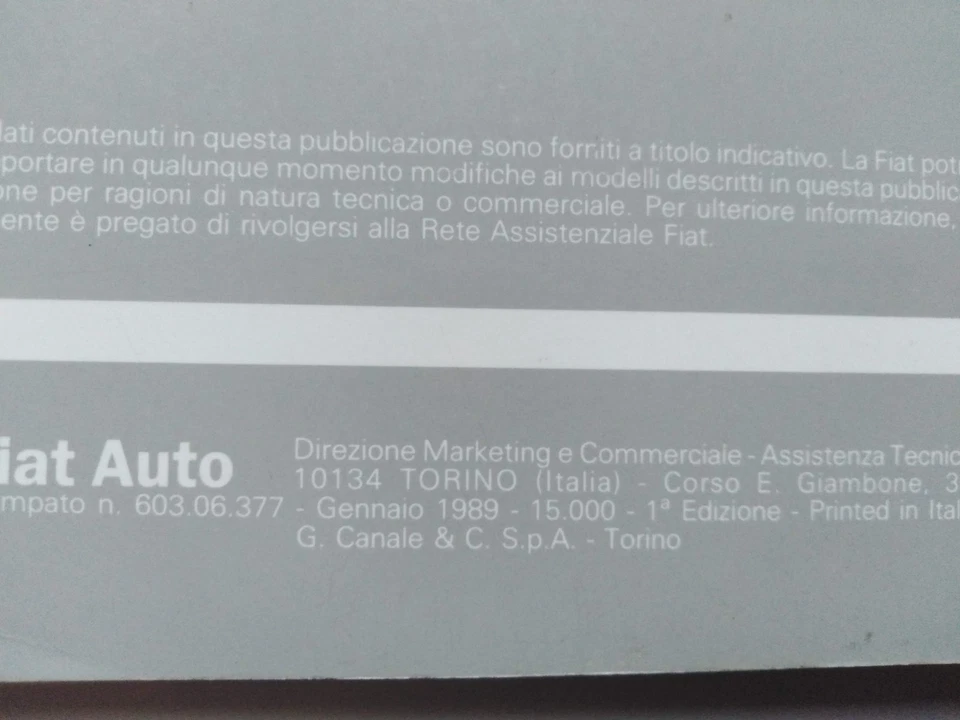 lati contenuti in questa pubblicazione sono forniti a titolo indicativo. La Fiat potr
portare in qualunque momento modifiche ai modelli descritti in questa pubblic
one per ragioni di natura tecnica o commerciale. Per ulteriore informazione,
ente è pregato di rivolgersi alla Rete Assistenziale Fiat.
iat Auto
Direzione Marketing e Commerciale - Assistenza Tecnic
10134 TORINO (Italia) - Corso E. Giambone, 3
ampato n. 603.06.377 - Gennaio 1989 - 15.000 - 1ª Edizione - Printed in Ital
G. Canale & C. S.p.A. - Torino